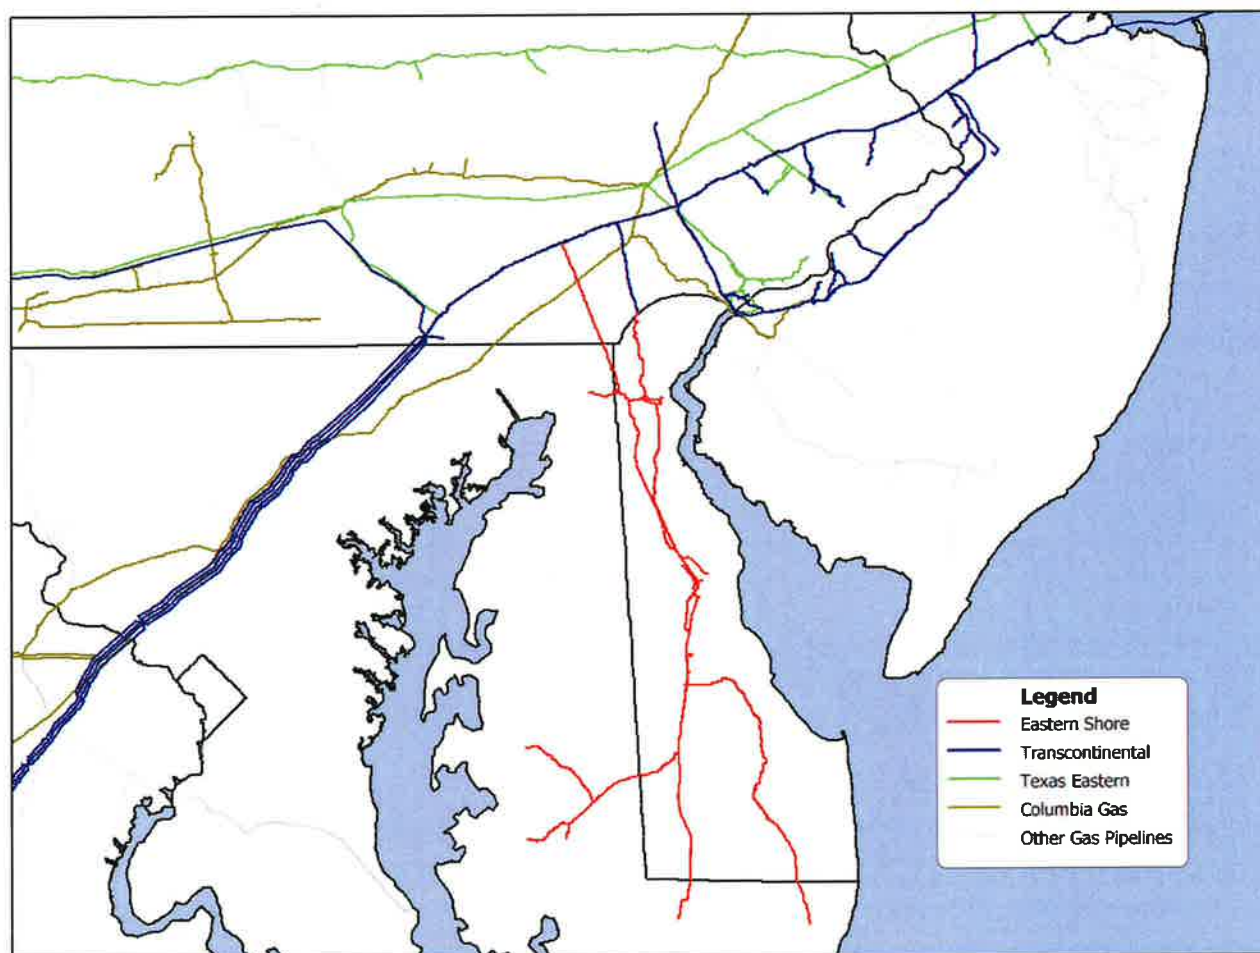 Legend
Eastern Shore
Transcontinental
Texas Eastern
Columbia Gas
Other Gas Pipelines